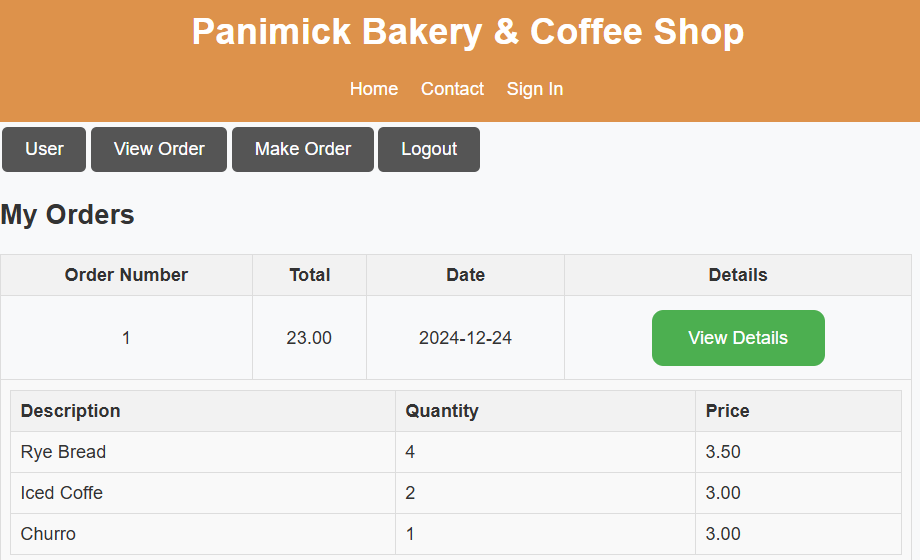 Panimick Bakery & Coffee Shop
Home Contact Sign In
User View Order Make Order Logout
My Orders
Order Number Total Date Details
1 23.00 2024-12-24 View Details
Description Quantity Price
Rye Bread 4 3.50
Iced Coffe 2 3.00
Churro 1 3.00